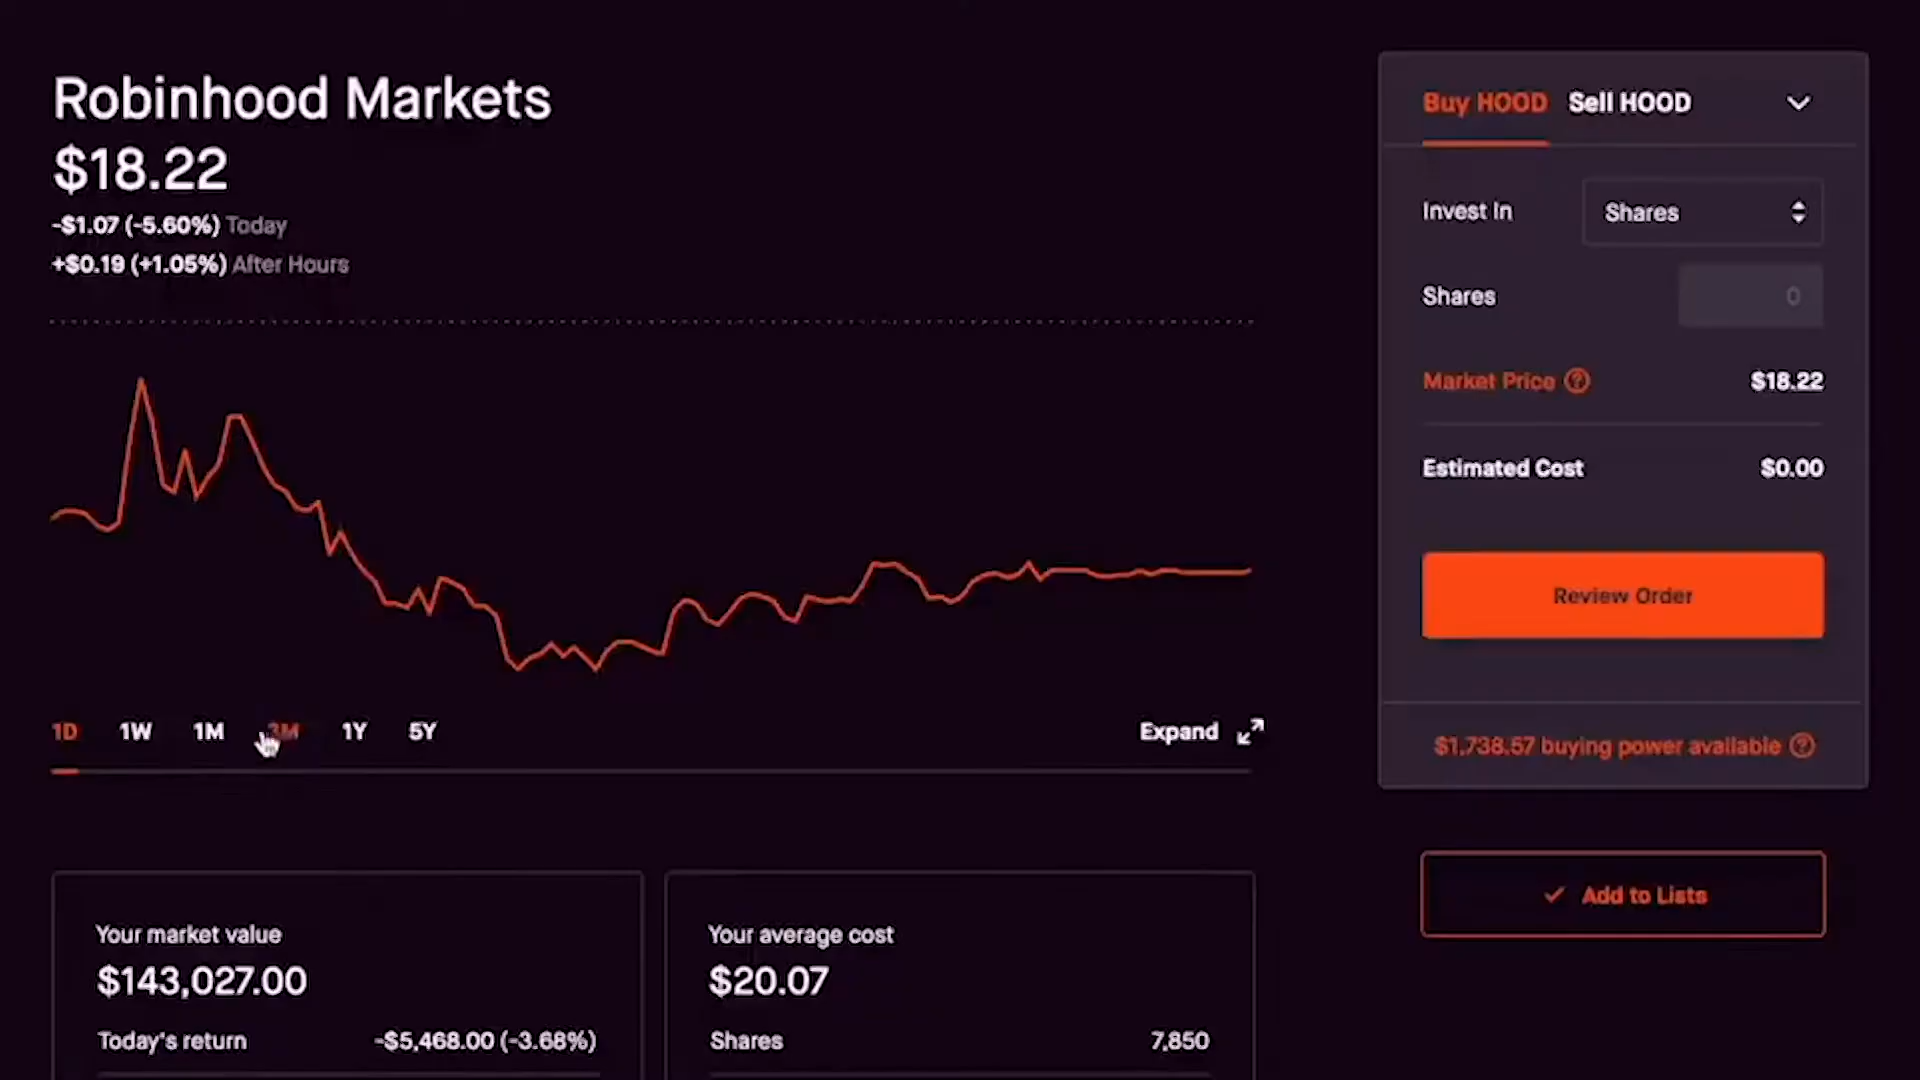 Robinhood Markets
$18.22
-$1.07 (-5.60%) Today
+$0.19 (+1.05%) After Hours
1D 1W 1M 3M 1Y 5Y
Expand
Your market value
$143,027.00
Today's return -$5,468.00 (-3.68%)
Your average cost
$20.07
Shares 7,850
Buy HOOD Sell HOOD
Invest In Shares
Shares 0
Market Price ? $18.22
Estimated Cost $0.00
Review Order
$1,738.57 buying power available ?
Add to Lists